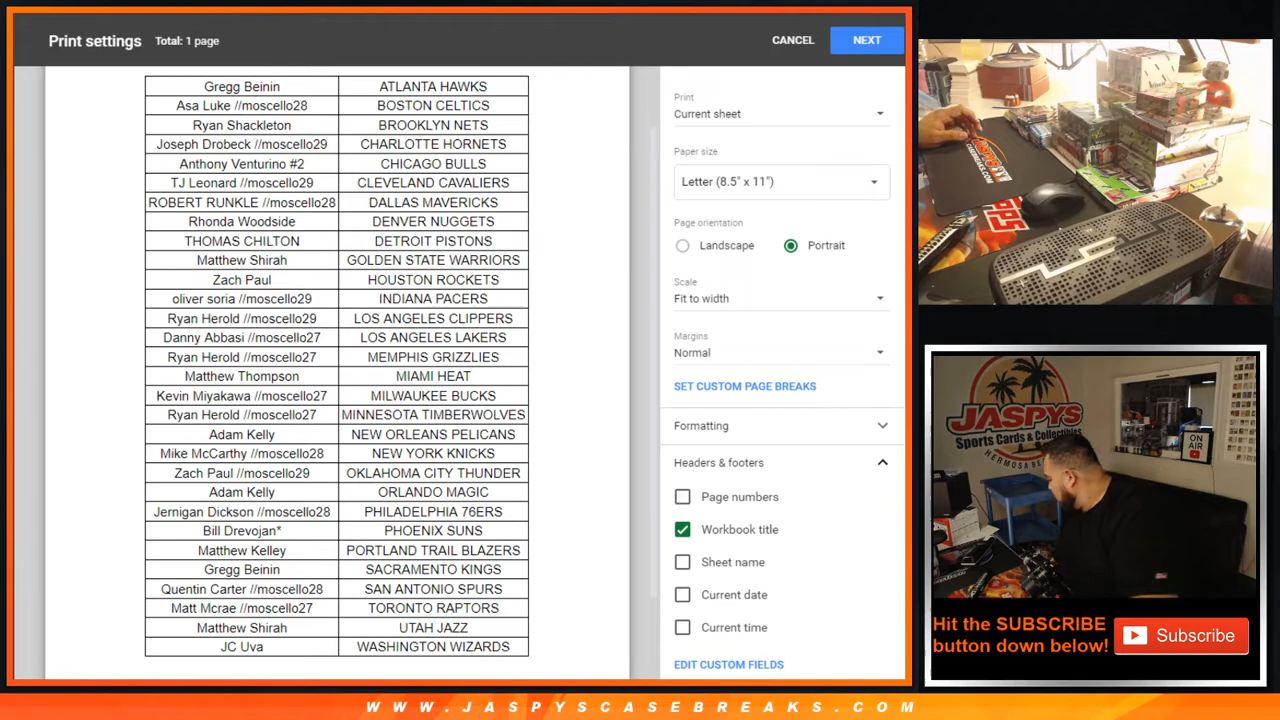 Print settings Total: 1 page CANCEL NEXT
Gregg Beinin ATLANTA HAWKS
Asa Luke //moscello28 BOSTON CELTICS
Ryan Shackleton BROOKLYN NETS
Joseph Drobeck //moscello29 CHARLOTTE HORNETS
Anthony Venturino #2 CHICAGO BULLS
TJ Leonard //moscello29 CLEVELAND CAVALIERS
ROBERT RUNKLE //moscello28 DALLAS MAVERICKS
Rhonda Woodside DENVER NUGGETS
THOMAS CHILTON DETROIT PISTONS
Matthew Shirah GOLDEN STATE WARRIORS
Zach Paul HOUSTON ROCKETS
oliver soria //moscello29 INDIANA PACERS
Ryan Herold //moscello29 LOS ANGELES CLIPPERS
Danny Abbasi //moscello27 LOS ANGELES LAKERS
Ryan Herold //moscello27 MEMPHIS GRIZZLIES
Matthew Thompson MIAMI HEAT
Kevin Miyakawa //moscello27 MILWAUKEE BUCKS
Ryan Herold //moscello27 MINNESOTA TIMBERWOLVES
Adam Kelly NEW ORLEANS PELICANS
Mike McCarthy //moscello28 NEW YORK KNICKS
Zach Paul //moscello29 OKLAHOMA CITY THUNDER
Adam Kelly ORLANDO MAGIC
Jernigan Dickson //moscello28 PHILADELPHIA 76ERS
Bill Drevojan* PHOENIX SUNS
Matthew Kelley PORTLAND TRAIL BLAZERS
Gregg Beinin SACRAMENTO KINGS
Quentin Carter //moscello28 SAN ANTONIO SPURS
Matt Mcrae //moscello27 TORONTO RAPTORS
Matthew Shirah UTAH JAZZ
JC Uva WASHINGTON WIZARDS
Print
Current sheet
Paper size
Letter (8.5" x 11")
Page orientation
Landscape Portrait
Scale
Fit to width
Margins
Normal
SET CUSTOM PAGE BREAKS
Formatting
Headers & footers
Page numbers
Workbook title
Sheet name
Current date
Current time
EDIT CUSTOM FIELDS
JASPYS
CASEBREAKS.COM
JASPYS
Sports Cards & Collectibles
HERMOSA BEACH
ON
AIR
Hit the SUBSCRIBE
button down below!
Subscribe
WWW.JASPYSCASEBREAKS.COM